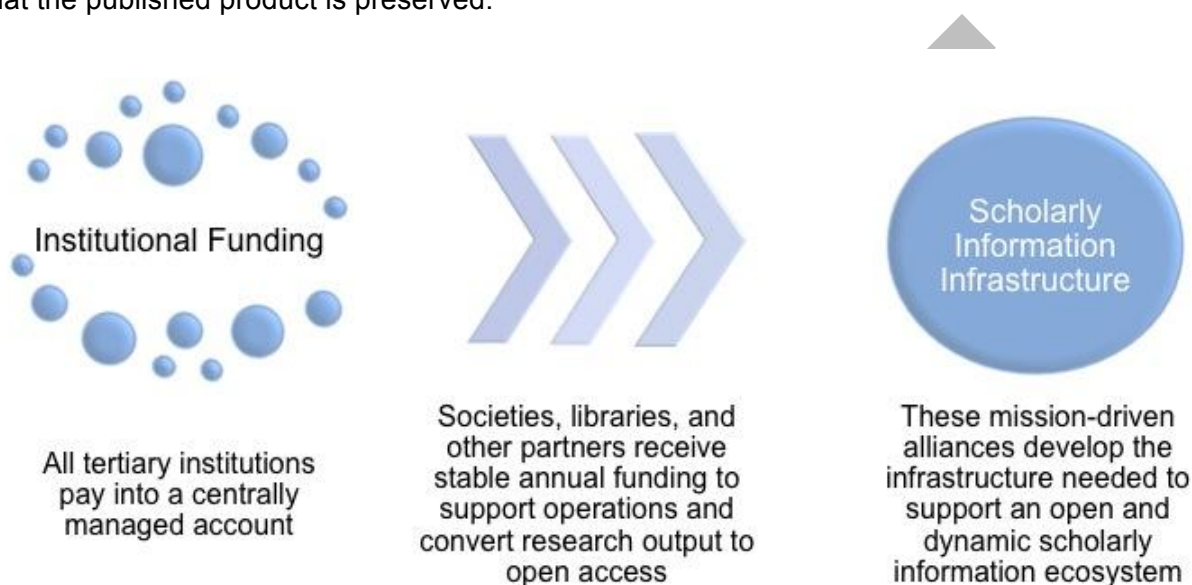 that the published product is preserved.
Institutional Funding
All tertiary institutions
pay into a centrally
managed account
Societies, libraries, and
other partners receive
stable annual funding to
support operations and
convert research output to
open access
Scholarly
Information
Infrastructure
These mission-driven
alliances develop the
infrastructure needed to
support an open and
dynamic scholarly
information ecosystem